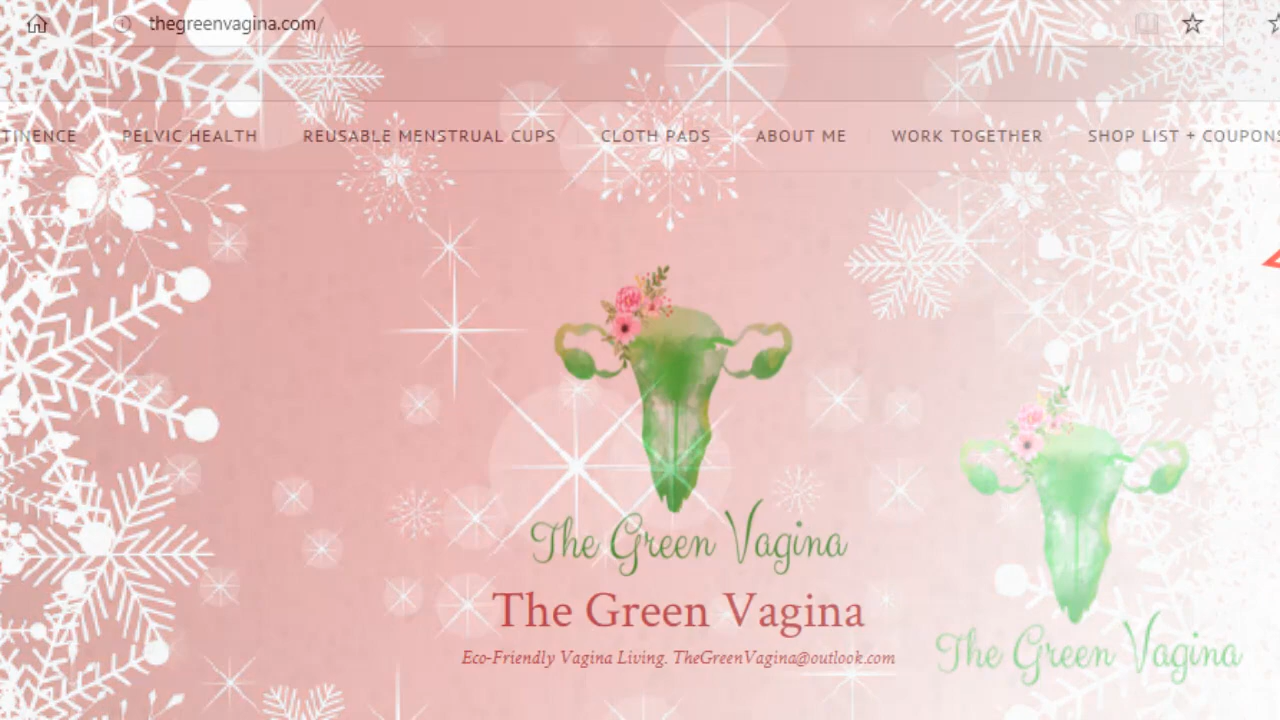 thegreenvagina.com/
TINENCE PELVIC HEALTH REUSABLE MENSTRUAL CUPS CLOTH PADS ABOUT ME WORK TOGETHER SHOP LIST + COUPONS
The Green Vagina
The Green Vagina
Eco-Friendly Vagina Living. TheGreenVagina@outlook.com
The Green Vagina